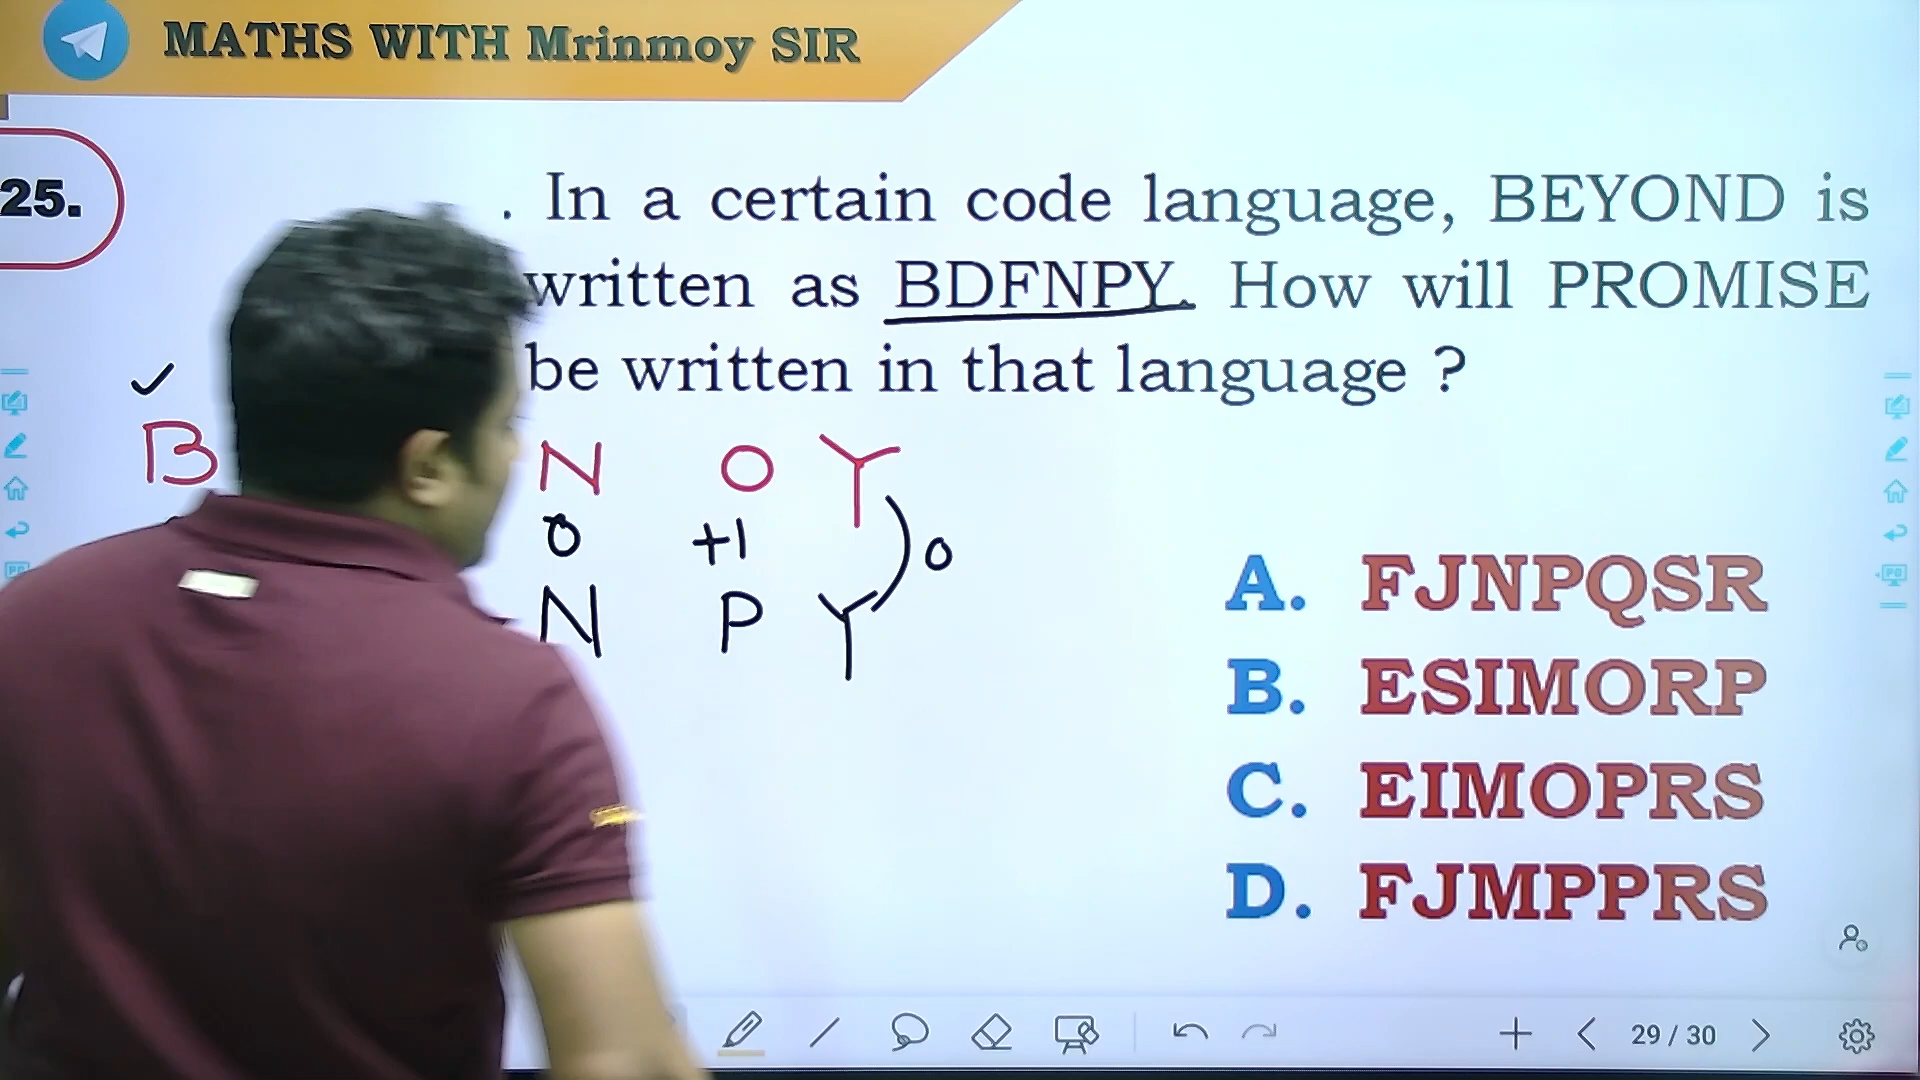 MATHS WITH Mrinmoy SIR
25.
. In a certain code language, BEYOND is
written as BDFNPY. How will PROMISE
be written in that language ?
B N O Y
0 +1 0
N P Y
A. FJNPQSR
B. ESIMORP
C. EIMOPRS
D. FJMPPRS
29 / 30